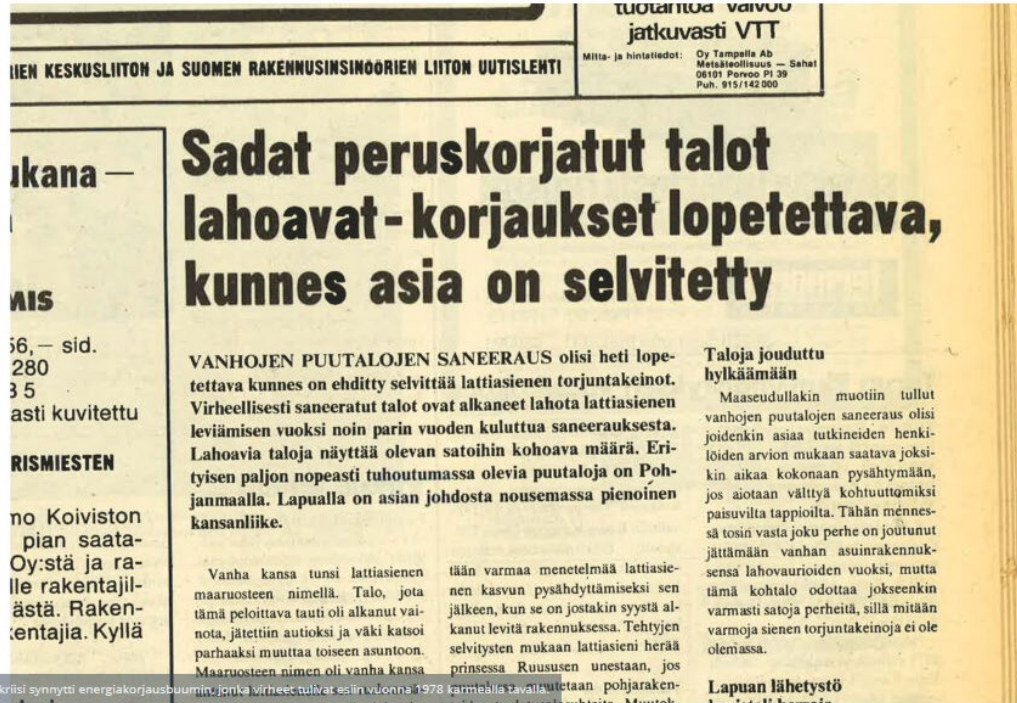 tuotantoa valvoo
jatkuvasti VTT
Mitta- ja hintatiedot:
Oy Tampella Ab
Metsäteollisuus — Sahat
06101 Porvoo Pl 39
Puh. 915/142 000
RIEN KESKUSLIITON JA SUOMEN RAKENNUSINSINÖÖRIEN LIITON UUTISLEHTI
ukana —
MIS
56,— sid.
280
3 5
asti kuvitettu
RISMIESTEN
mo Koiviston
pian saata-
Oy:stä ja ra-
lle rakentajil-
ästä. Raken-
kentajia. Kyllä
Sadat peruskorjatut talot
lahoavat - korjaukset lopetettava,
kunnes asia on selvitetty
VANHOJEN PUUTALOJEN SANEERAUS olisi heti lope-
tettava kunnes on ehditty selvittää lattiasienen torjuntakeinot.
Virheellisesti saneeratut talot ovat alkaneet lahota lattiasienen
leviämisen vuoksi noin parin vuoden kuluttua saneerauksesta.
Lahoavia taloja näyttää olevan satoihin kohoava määrä. Eri-
tyisen paljon nopeasti tuhoutumassa olevia puutaloja on Poh-
janmaalla. Lapualla on asian johdosta nousemassa pienoinen
kansanliike.
Vanha kansa tunsi lattiasienen
maaruosteen nimellä. Talo, jota
tämä peloittava tauti oli alkanut vai-
nota, jätettiin autioksi ja väki katsoi
parhaaksi muuttaa toiseen asuntoon.
Maaruosteen nimen oli vanha kansa
tään varmaa menetelmää lattiasie-
nen kasvun pysähdyttämiseksi sen
jälkeen, kun se on jostakin syystä al-
kanut levitä rakennuksessa. Tehtyjen
selvitysten mukaan lattiasieni herää
prinsessa Ruususen unestaan, jos
puutalossa muutetaan pohjaraken-
Taloja jouduttu
hylkäämään
Maaseudullakin muotiin tullut
vanhojen puutalojen saneeraus olisi
joidenkin asiaa tutkineiden henki-
löiden arvion mukaan saatava joksi-
kin aikaa kokonaan pysähtymään,
jos aiotaan välttyä kohtuuttomiksi
paisuvilta tappioilta. Tähän mennes-
sä tosin vasta joku perhe on joutunut
jättämään vanhan asuinrakennuk-
sensa lahovaurioiden vuoksi, mutta
tämä kohtalo odottaa jokseenkin
varmasti satoja perheitä, sillä mitään
varmoja sienen torjuntakeinoja ei ole
olemassa.
Lapuan lähetystö
kriisi synnytti energiakorjausbuumin, jonka virheet tulivat esiin vuonna 1978 karmealla tavalla.